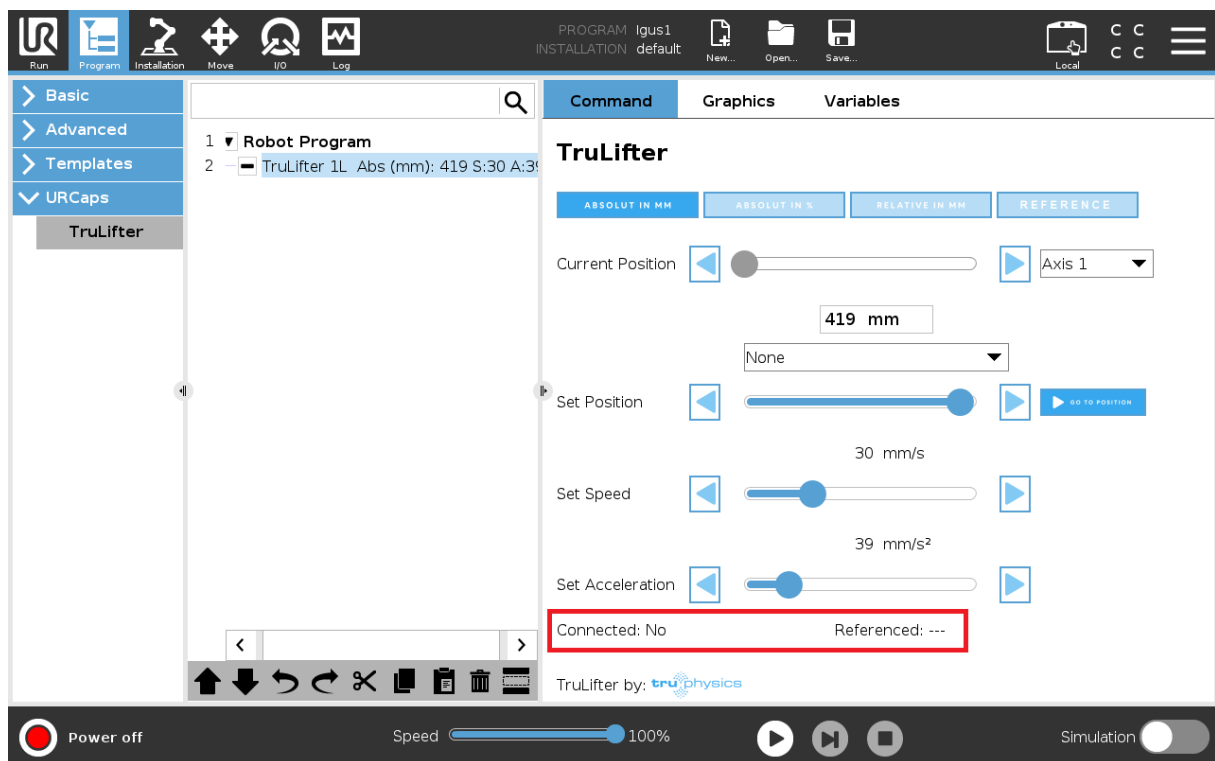 UR
PROGRAM Igus1
INSTALLATION default
Run Program Installation Move I/O Log New... Open... Save... Local
C C
C C
Basic
Advanced
Templates
URCaps
TruLifter
1 Robot Program
2 TruLifter 1L Abs (mm): 419 S:30 A:39
Command Graphics Variables
TruLifter
ABSOLUT IN MM ABSOLUT IN % RELATIVE IN MM REFERENCE
Current Position Axis 1
419 mm
None
Set Position GO TO POSITION
30 mm/s
Set Speed
39 mm/s²
Set Acceleration
Connected: No Referenced: ---
TruLifter by: truphysics
Power off Speed 100% Simulation